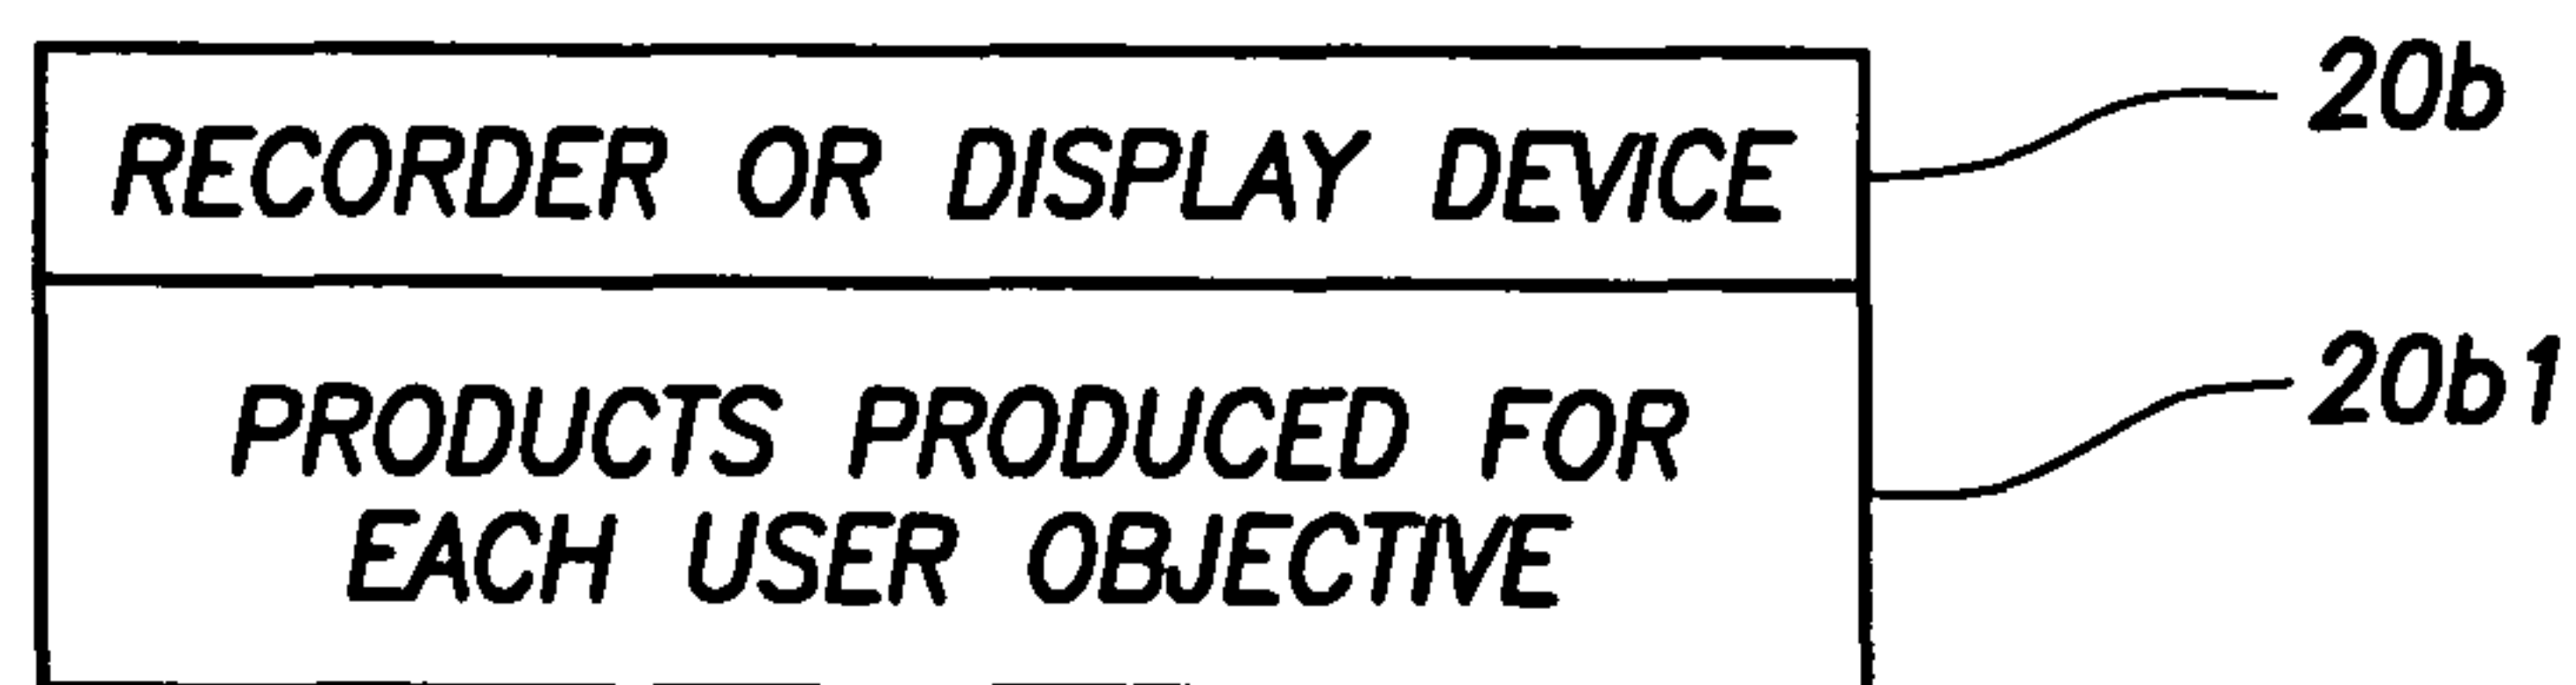 RECORDER OR DISPLAY DEVICE
20b
PRODUCTS PRODUCED FOR
EACH USER OBJECTIVE
20b1